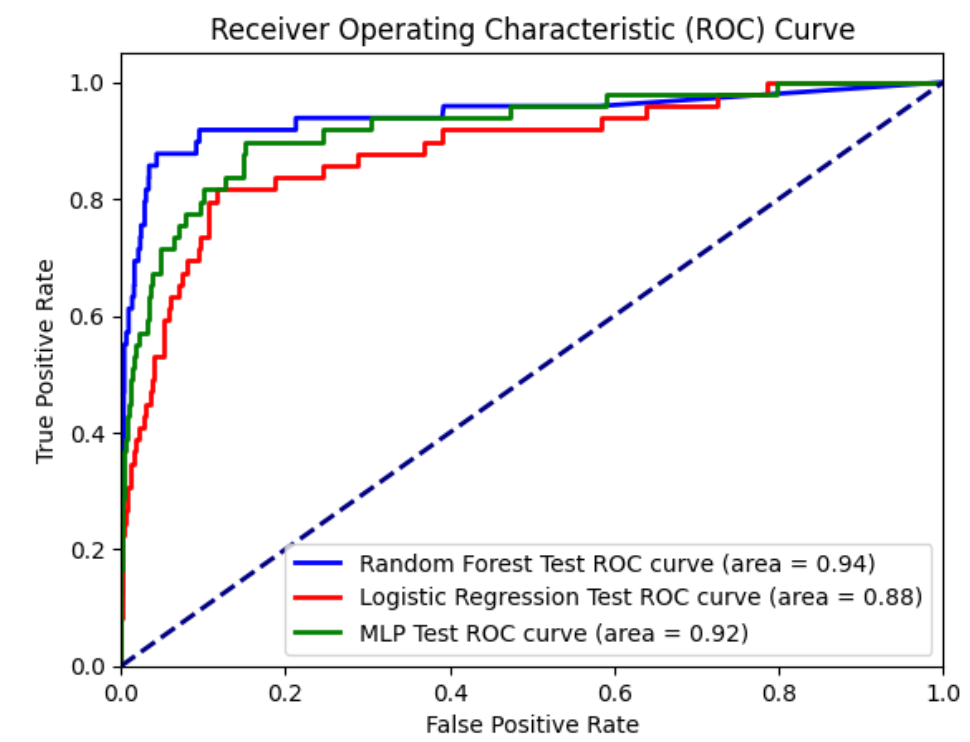 Receiver Operating Characteristic (ROC) Curve
1.0
0.8
0.6
0.4
0.2
0.0
True Positive Rate
Random Forest Test ROC curve (area = 0.94)
Logistic Regression Test ROC curve (area = 0.88)
MLP Test ROC curve (area = 0.92)
0.0 0.2 0.4 0.6 0.8 1.0
False Positive Rate